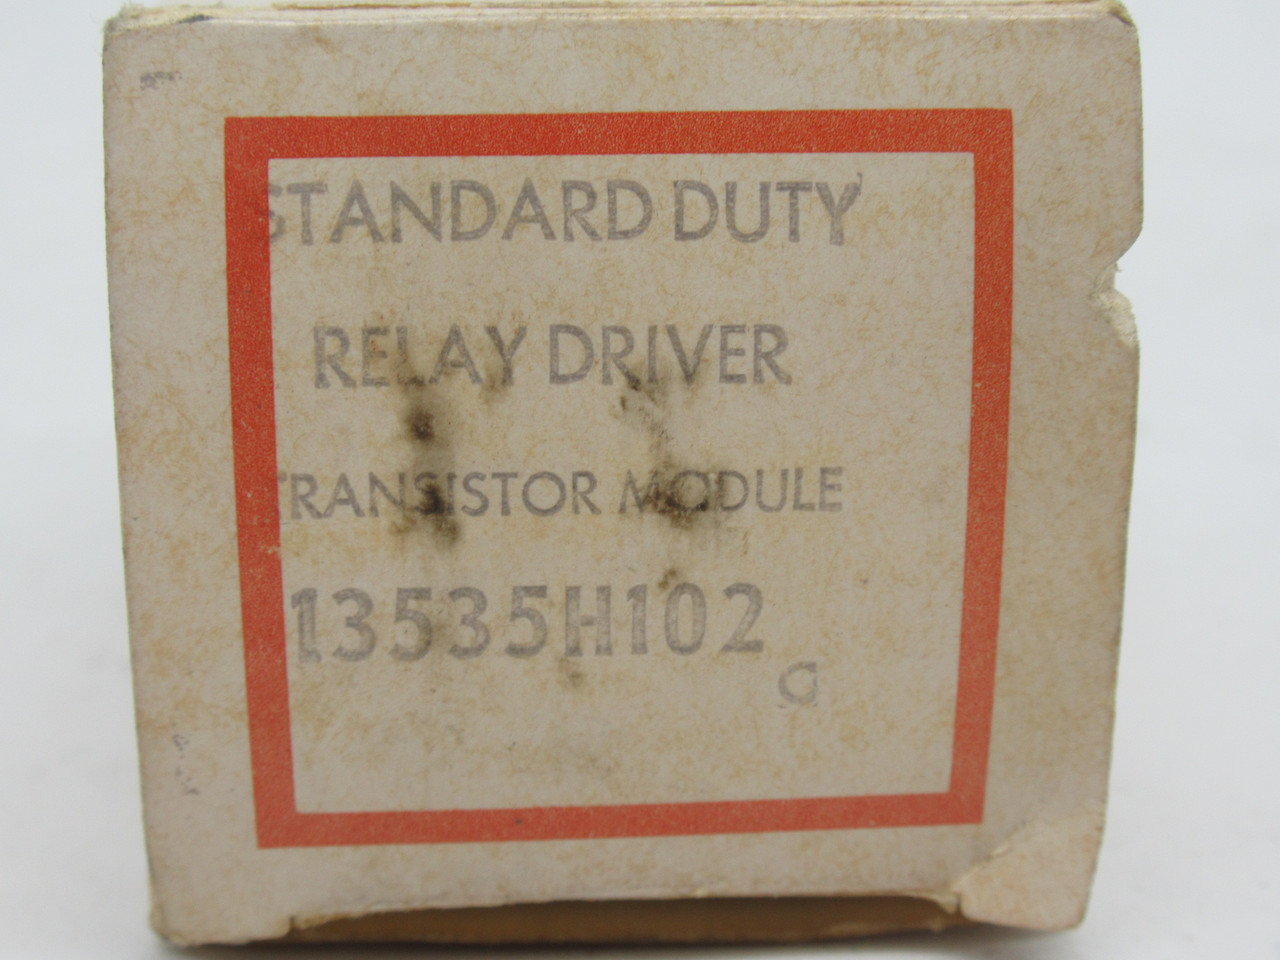 STANDARD DUTY
RELAY DRIVER
TRANSISTOR MODULE
13535H102
C